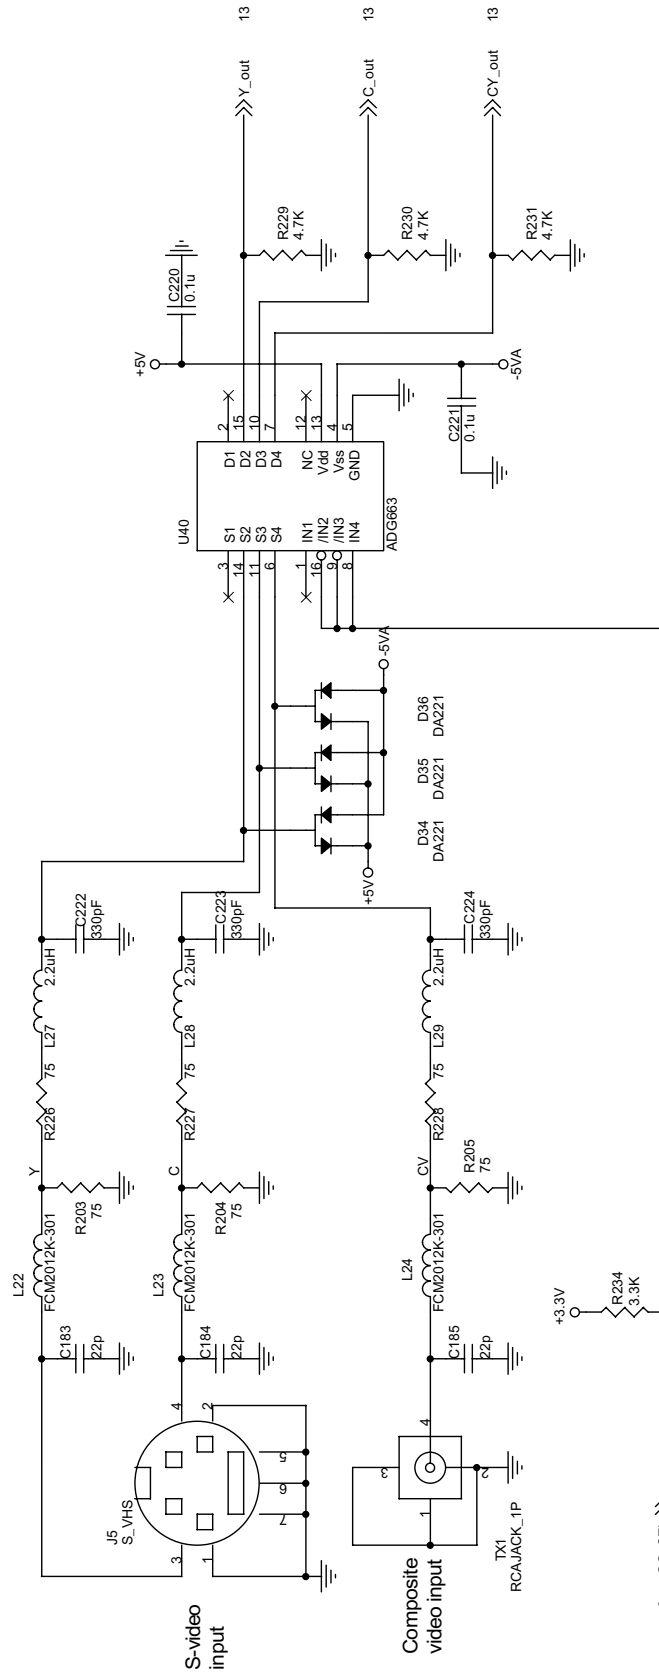 S-video
input
J5
S_VHS
3
1
4
2
7
6
5
C183
22p
L22
FCM2012K-301
Y
R203
75
R226
75
L27
2.2uH
C222
330pF
C184
22p
L23
FCM2012K-301
C
R204
75
R227
75
L28
2.2uH
C223
330pF
Composite
video input
TX1
RCAJACK_1P
1
2
3
4
C185
22p
L24
FCM2012K-301
CV
R205
75
R228
75
L29
2.2uH
C224
330pF
+5V
D34
DA221
D35
DA221
D36
DA221
-5VA
U40
ADG663
3
14
11
6
1
16
9
8
S1
S2
S3
S4
IN1
/IN2
/IN3
IN4
D1
D2
D3
D4
NC
Vdd
Vss
GND
2
15
10
7
12
13
4
5
+5V
C220
0.1u
C221
0.1u
-5VA
R229
4.7K
R230
4.7K
R231
4.7K
Y_out 13
C_out 13
CY_out 13
+3.3V
R234
3.3K